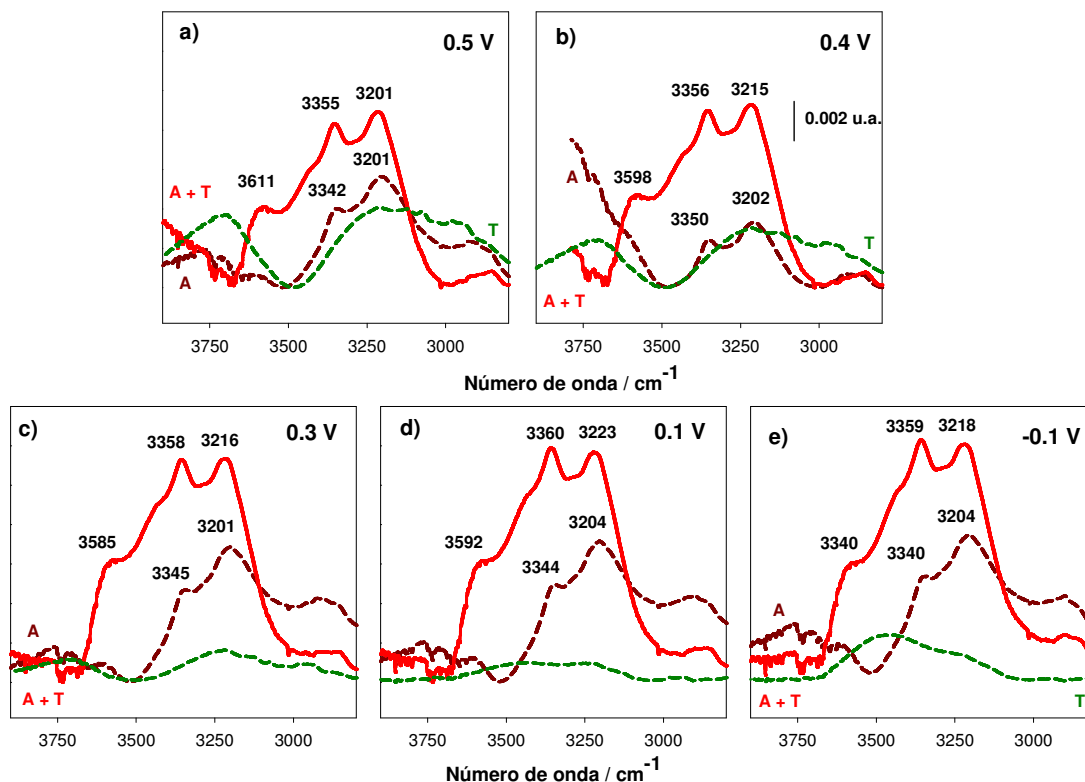 a) 0.5 V
3355 3201
3201
3611 3342
A + T
A
T
3750 3500 3250 3000
b) 0.4 V
3356 3215
0.002 u.a.
A
3598
3350 3202
T
A + T
3750 3500 3250 3000
Número de onda / cm-1
c) 0.3 V
3358 3216
3201
3585
3345
A
A + T
3750 3500 3250 3000
d) 0.1 V
3360 3223
3204
3592
3344
3750 3500 3250 3000
e) -0.1 V
3359 3218
3204
3340 3340
A
A + T
T
3750 3500 3250 3000
Número de onda / cm-1